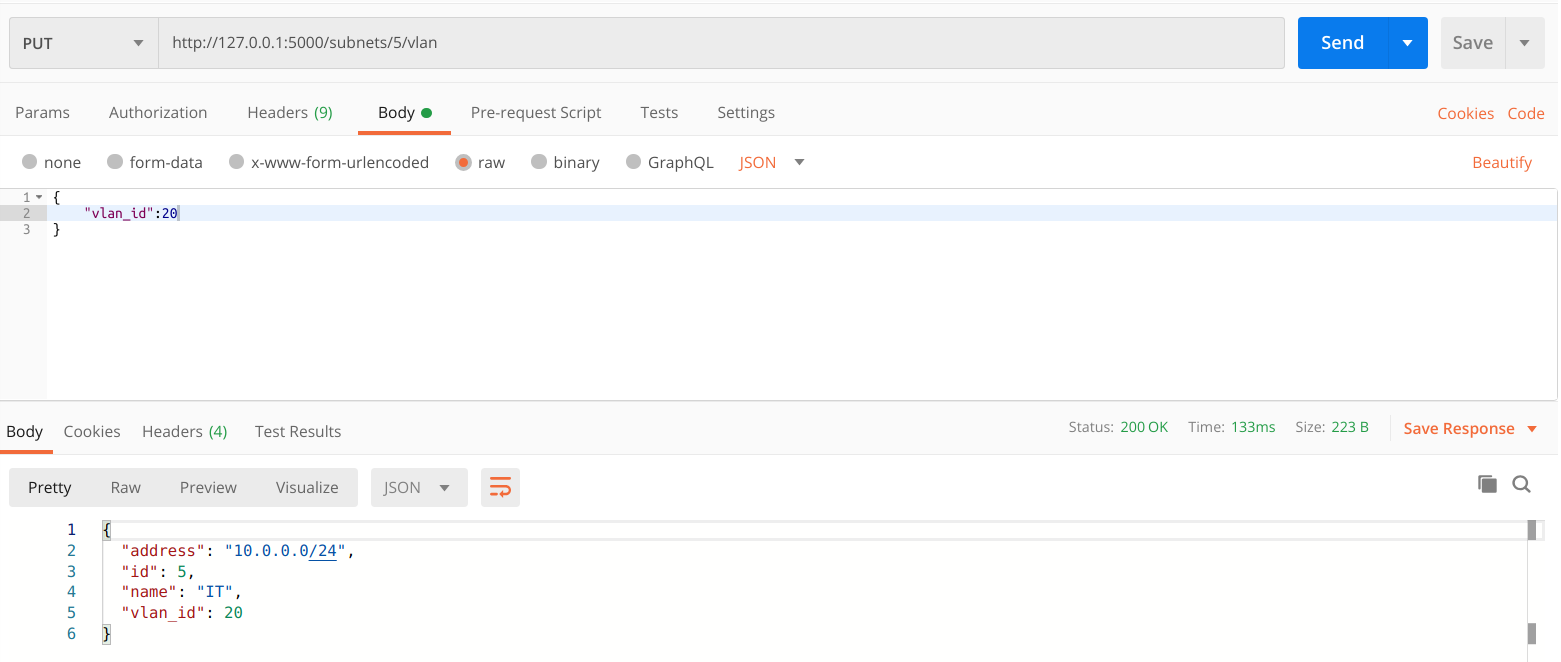 PUT http://127.0.0.1:5000/subnets/5/vlan Send Save
Params Authorization Headers (9) Body Pre-request Script Tests Settings Cookies Code
none form-data x-www-form-urlencoded raw binary GraphQL JSON Beautify
1 {
2 "vlan_id":20
3 }
Body Cookies Headers (4) Test Results Status: 200 OK Time: 133ms Size: 223 B Save Response
Pretty Raw Preview Visualize JSON
1 {
2 "address": "10.0.0.0/24",
3 "id": 5,
4 "name": "IT",
5 "vlan_id": 20
6 }